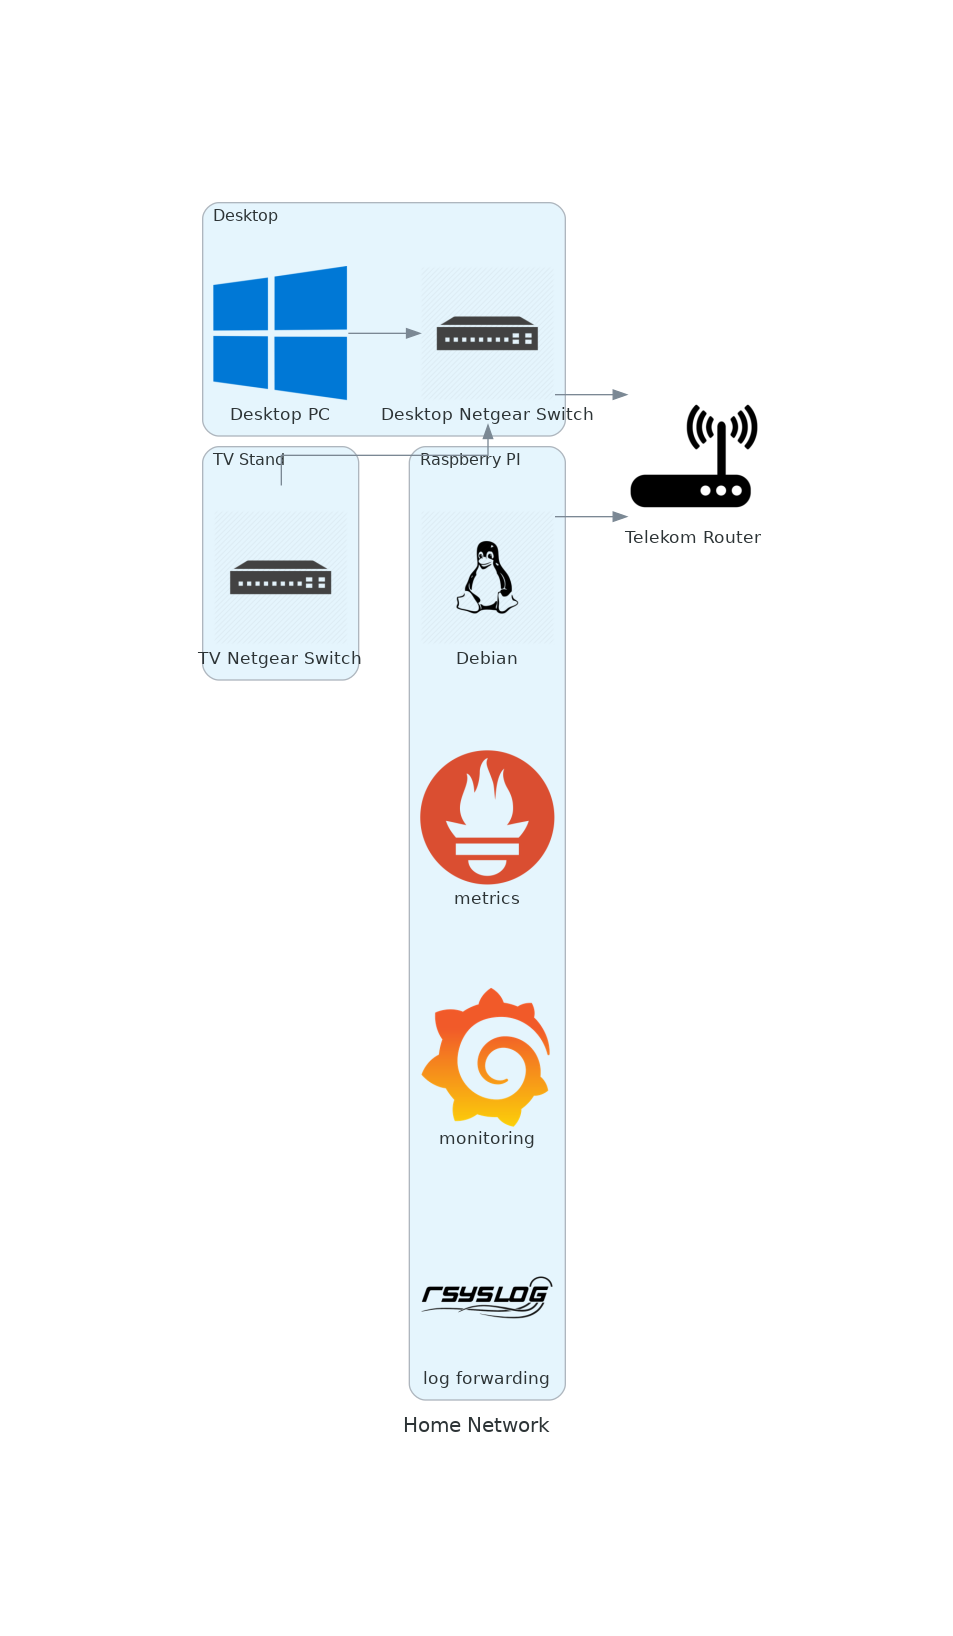 Desktop
Desktop PC
Desktop Netgear Switch
TV Stand
Raspberry PI
Telekom Router
TV Netgear Switch
Debian
metrics
monitoring
rsyslog
log forwarding
Home Network